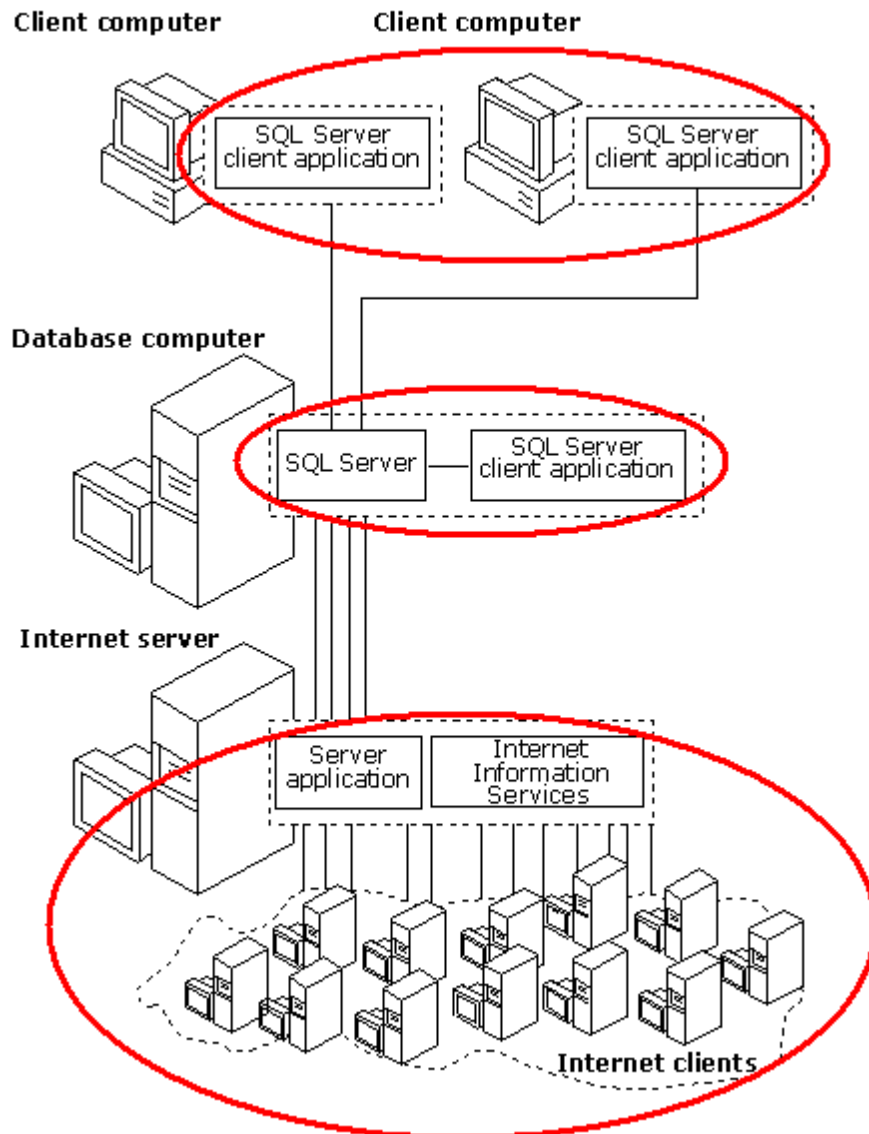 Client computer
Client computer
SQL Server
client application
SQL Server
client application
Database computer
SQL Server
SQL Server
client application
Internet server
Server
application
Internet
Information
Services
Internet clients